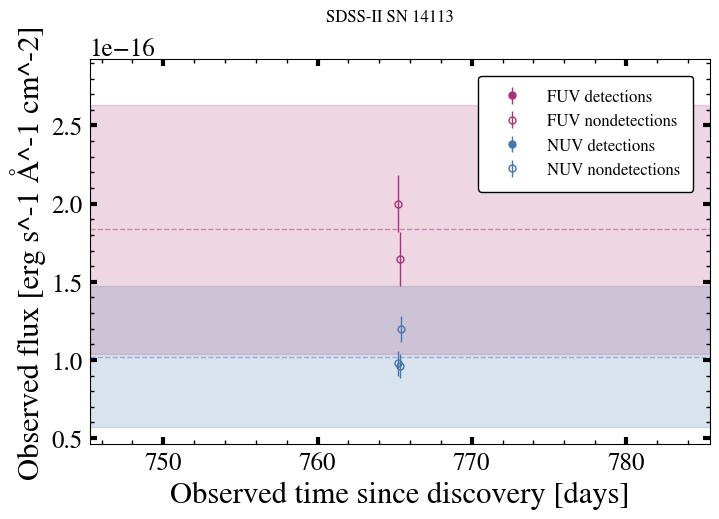 SDSS-II SN 14113
1e−16
FUV detections
FUV nondetections
NUV detections
NUV nondetections
2.5
2.0
1.5
1.0
0.5
Observed flux [erg s^-1 Å^-1 cm^-2]
750 760 770 780
Observed time since discovery [days]